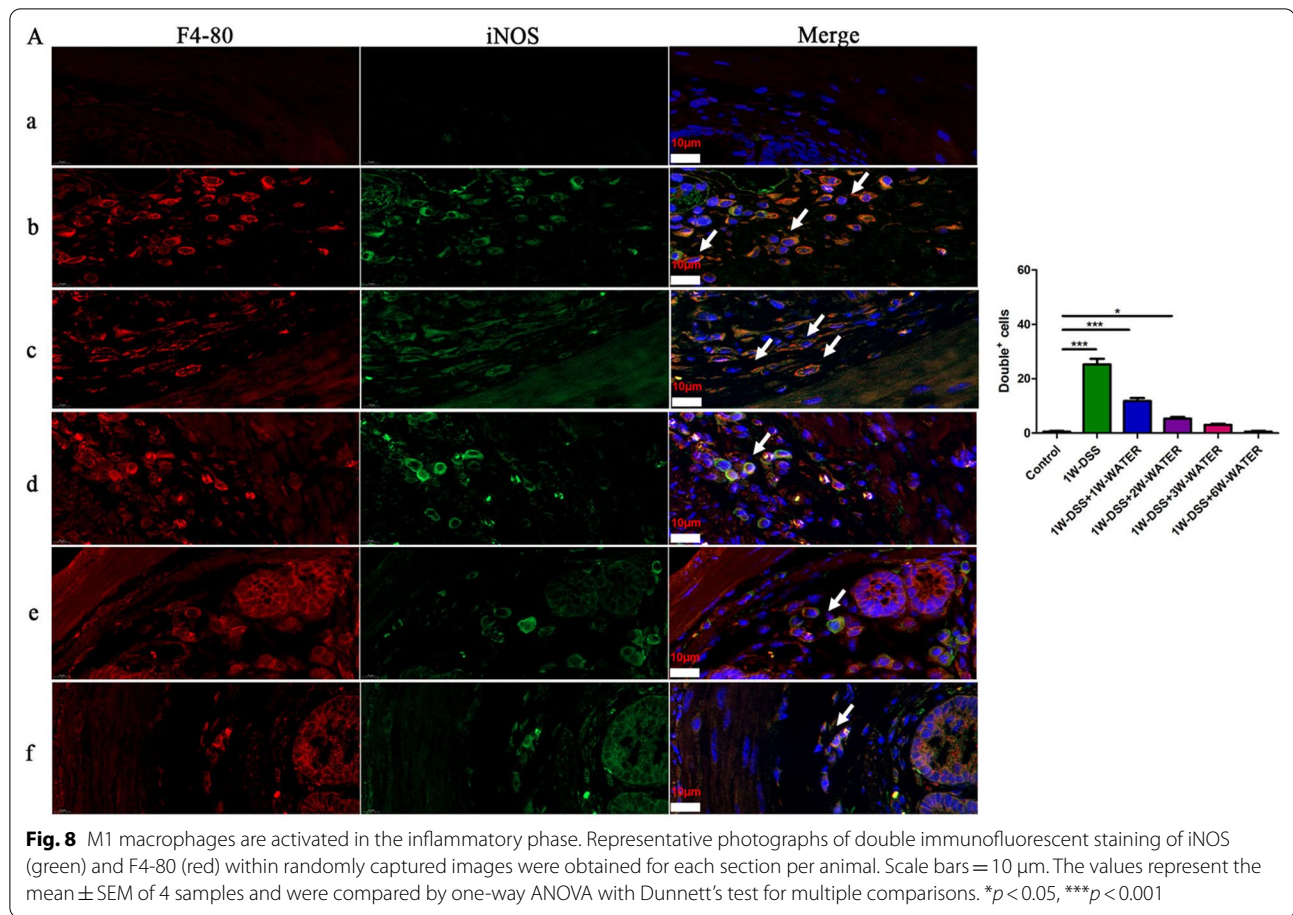 A
F4-80 iNOS Merge
a
10μm
b
10μm
c
10μm
d
10μm
e
10μm
f
10μm
Double⁺ cells
60
40
20
0
*
***
***
Control
1W-DSS
1W-DSS+1W-WATER
1W-DSS+2W-WATER
1W-DSS+3W-WATER
1W-DSS+6W-WATER
Fig. 8 M1 macrophages are activated in the inflammatory phase. Representative photographs of double immunofluorescent staining of iNOS
(green) and F4-80 (red) within randomly captured images were obtained for each section per animal. Scale bars = 10 μm. The values represent the
mean ± SEM of 4 samples and were compared by one-way ANOVA with Dunnett's test for multiple comparisons. *p < 0.05, ***p < 0.001